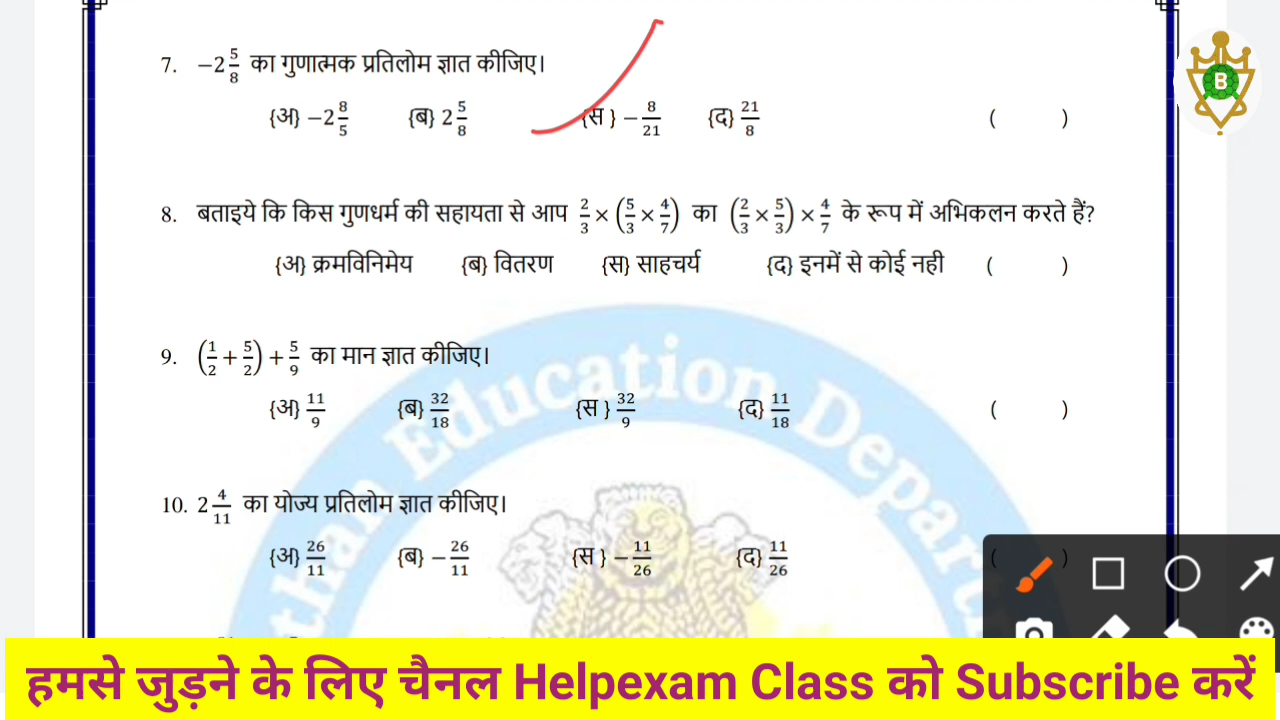 7. −2 5/8 का गुणात्मक प्रतिलोम ज्ञात कीजिए।
{अ} −2 8/5 {ब} 2 5/8 {स } − 8/21 {द} 21/8 ( )
B
8. बताइये कि किस गुणधर्म की सहायता से आप 2/3 × (5/3 × 4/7) का (2/3 × 5/3) × 4/7 के रूप में अभिकलन करते हैं?
{अ} क्रमविनिमेय {ब} वितरण {स} साहचर्य {द} इनमें से कोई नही ( )
9. (1/2 + 5/2) + 5/9 का मान ज्ञात कीजिए।
{अ} 11/9 {ब} 32/18 {स } 32/9 {द} 11/18 ( )
10. 2 4/11 का योज्य प्रतिलोम ज्ञात कीजिए।
{अ} 26/11 {ब} − 26/11 {स } − 11/26 {द} 11/26 ( )
than Education Depar
हमसे जुड़ने के लिए चैनल Helpexam Class को Subscribe करें